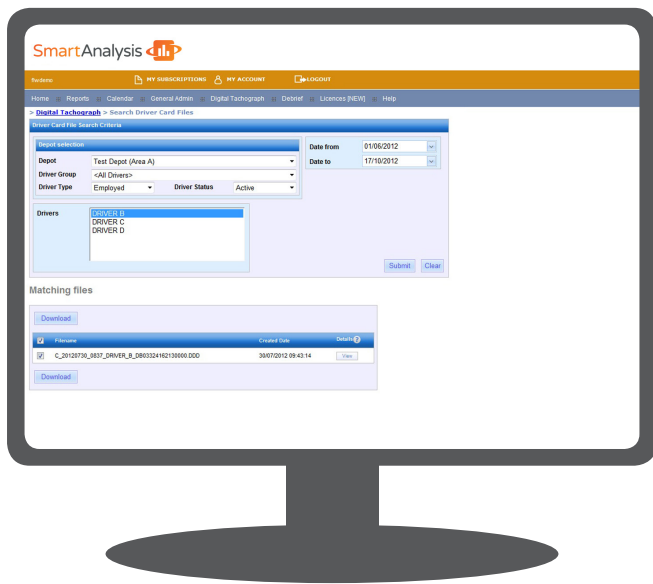 SmartAnalysis
fwdemo MY SUBSCRIPTIONS MY ACCOUNT LOGOUT
Home Reports Calendar General Admin Digital Tachograph Debrief Licences [NEW] Help
> Digital Tachograph > Search Driver Card Files
Driver Card File Search Criteria
Depot selection
Depot Test Depot (Area A)
Driver Group <All Drivers>
Driver Type Employed Driver Status Active
Date from 01/06/2012
Date to 17/10/2012
Drivers DRIVER B
DRIVER C
DRIVER D
Submit Clear
Matching files
Download
Filename Created Date Details ?
C_20120730_0837_DRIVER_B_DB03324162130000.DDD 30/07/2012 09:43:14 View
Download